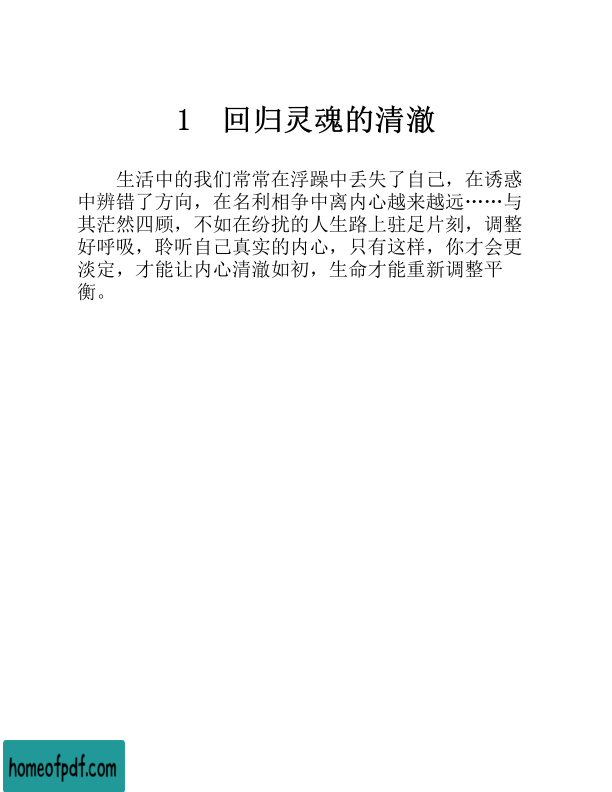 1 回归灵魂的清澈
生活中的我们常常在浮躁中丢失了自己，在诱惑
中辨错了方向，在名利相争中离内心越来越远……与
其茫然四顾，不如在纷扰的人生路上驻足片刻，调整
好呼吸，聆听自己真实的内心，只有这样，你才会更
淡定，才能让内心清澈如初，生命才能重新调整平
衡。
homeofpdf.com